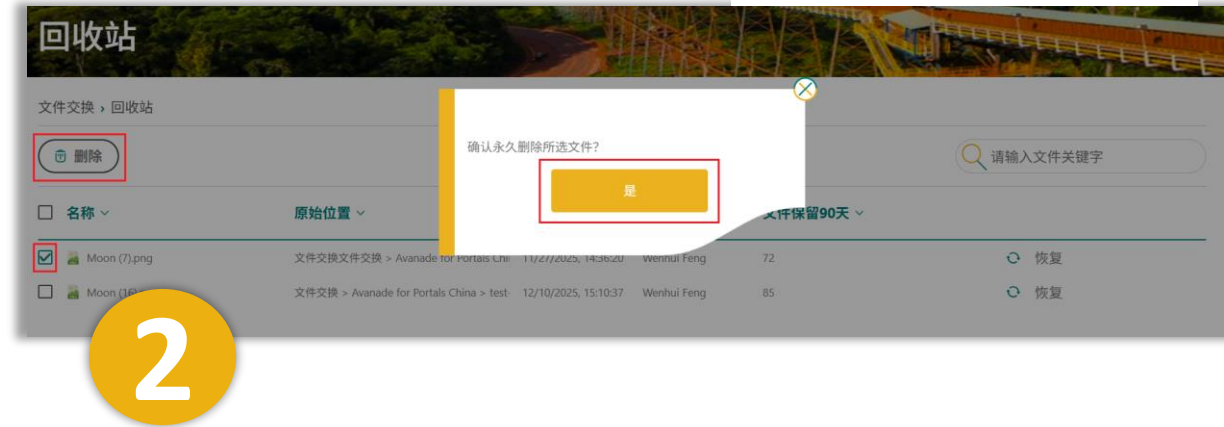 回收站
文件交换 › 回收站
确认永久删除所选文件？
是
删除
请输入文件关键字
名称 原始位置 文件保留90天
Moon (7).png 文件交换文件交换 > Avanade for Portals Chi 11/27/2025, 14:36:20 Wenhui Feng 72 恢复
Moon (16) 文件交换 > Avanade for Portals China > test- 12/10/2025, 15:10:37 Wenhui Feng 85 恢复
2